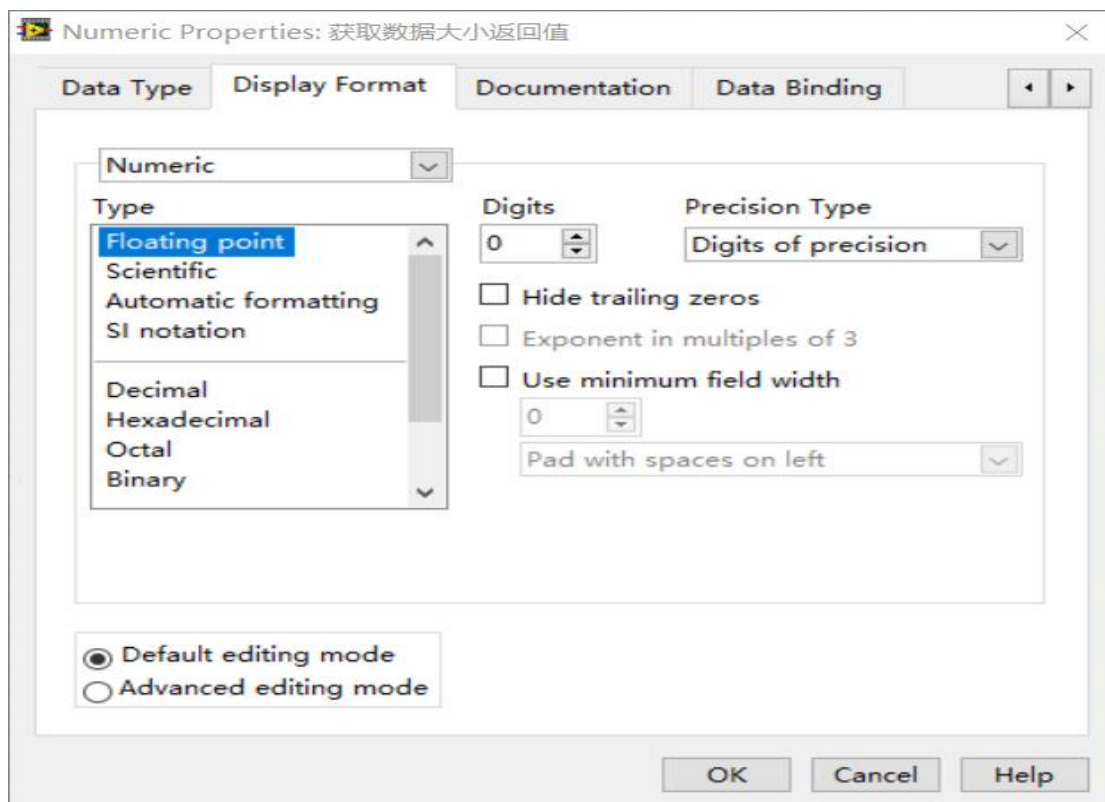 Numeric Properties: 获取数据大小返回值
Data Type Display Format Documentation Data Binding
Numeric
Type Digits Precision Type
Floating point 0 Digits of precision
Scientific
Automatic formatting
SI notation
Hide trailing zeros
Exponent in multiples of 3
Use minimum field width
Decimal
Hexadecimal
Octal
Binary
0
Pad with spaces on left
Default editing mode
Advanced editing mode
OK Cancel Help